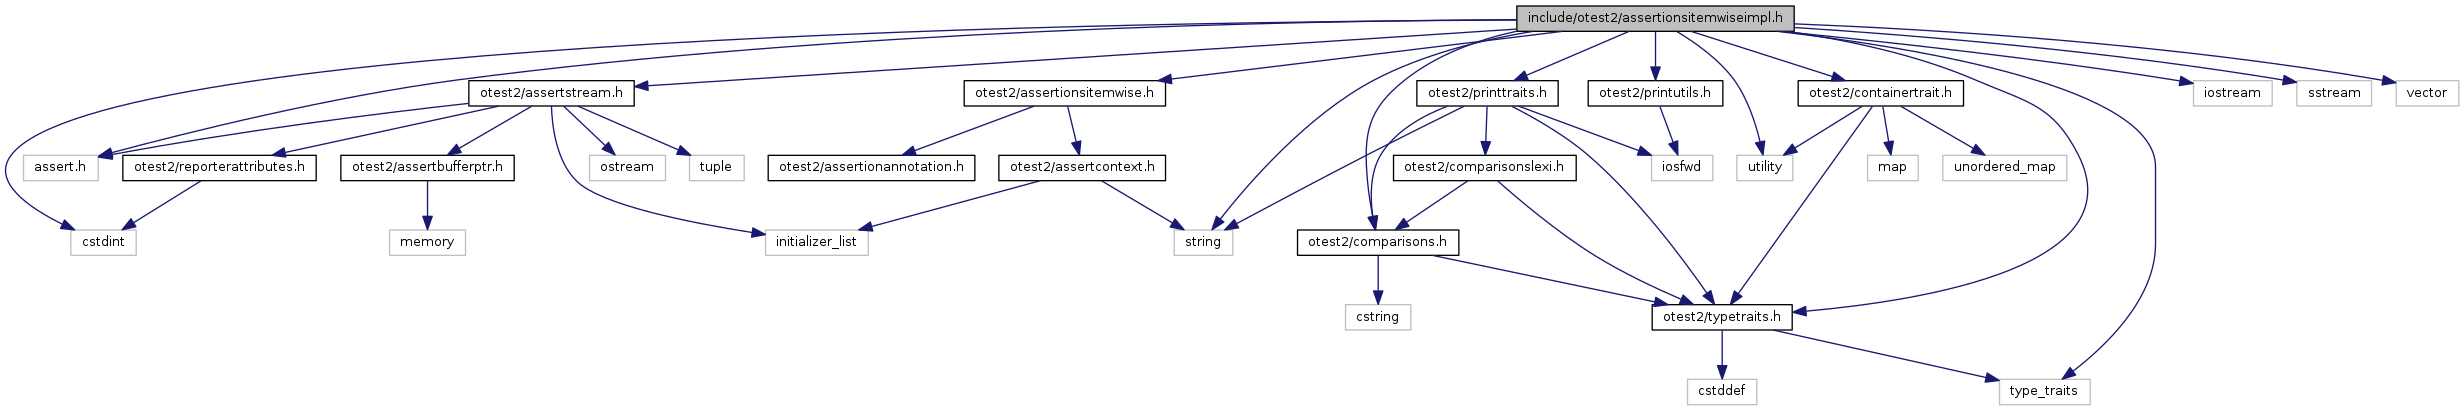 include/otest2/assertionsitemwiseimpl.h
otest2/assertstream.h
otest2/assertionsitemwise.h
otest2/printtraits.h
otest2/printutils.h
otest2/containertrait.h
iostream
sstream
vector
assert.h
otest2/reporterattributes.h
otest2/assertbufferptr.h
ostream
tuple
otest2/assertionannotation.h
otest2/assertcontext.h
otest2/comparisonslexi.h
iosfwd
utility
map
unordered_map
cstdint
memory
initializer_list
string
otest2/comparisons.h
cstring
otest2/typetraits.h
cstddef
type_traits